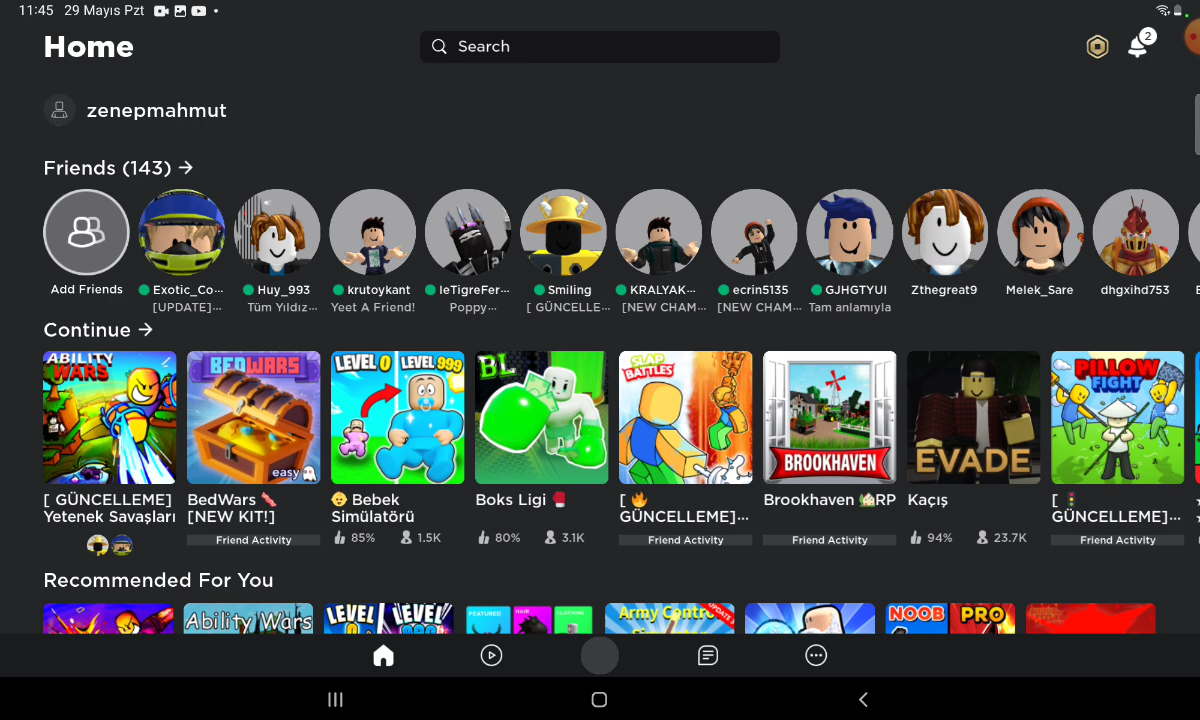 11:45 29 Mayıs Pzt
Home
Search
2
zenepmahmut
Friends (143) →
Add Friends
Exotic_Co...
[UPDATE]...
Huy_993
Tüm Yıldız...
krutoykant
Yeet A Friend!
leTigreFer...
Poppy...
Smiling
[ GÜNCELLE...
KRALYAK...
[NEW CHAM...
ecrin5135
[NEW CHAM...
GJHGTYUI
Tam anlamıyla
Zthegreat9
Melek_Sare
dhgxihd753
Continue →
ABILITY
WARS
BEDWARS
easy
LEVEL 0 LEVEL 999
BL
SLAP
BATTLES
BROOKHAVEN
EVADE
PILLOW
FIGHT
[ GÜNCELLEME]
Yetenek Savaşları
BedWars
[NEW KIT!]
Friend Activity
👶 Bebek
Simülatörü
85% 1.5K
Boks Ligi 🥊
80% 3.1K
[ 🔥
GÜNCELLEME]...
Friend Activity
Brookhaven 🏡RP
Friend Activity
Kaçış
94% 23.7K
[ 🚦
GÜNCELLEME]...
Friend Activity
Recommended For You
Ability Wars
LEVEL LEVEL
FEATURED HAIR CLOTHING
Army Control
UPDATE
NOOB PRO